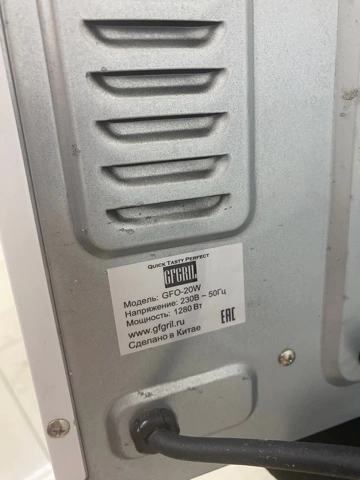 QUICK TASTY PERFECT
GFGRIL
Модель: GFO-20W
Напряжение: 230В ~ 50Гц
Мощность: 1280 Вт
www.gfgril.ru
Сделано в Китае
EAC